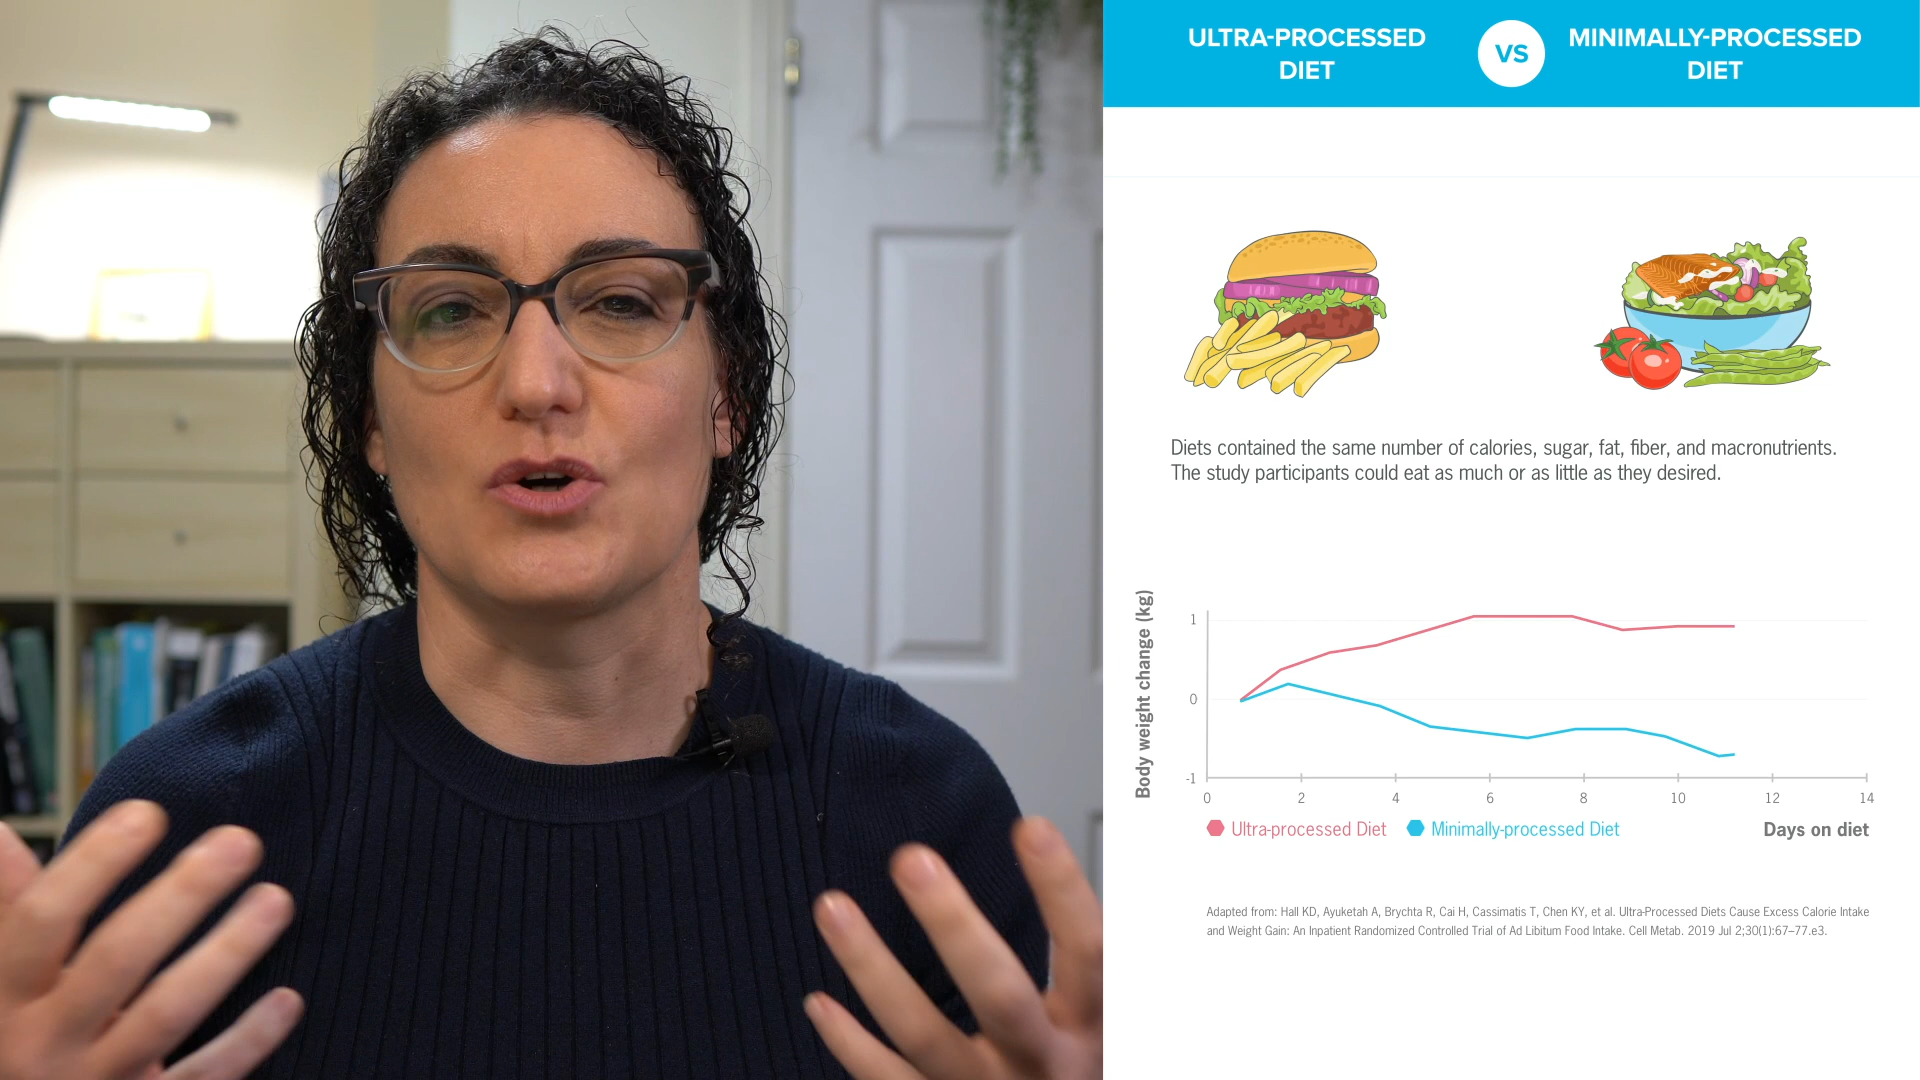 ULTRA-PROCESSED
DIET
VS
MINIMALLY-PROCESSED
DIET
Diets contained the same number of calories, sugar, fat, fiber, and macronutrients.
The study participants could eat as much or as little as they desired.
Body weight change (kg)
1
0
-1
0 2 4 6 8 10 12 14
Ultra-processed Diet Minimally-processed Diet Days on diet
Adapted from: Hall KD, Ayuketah A, Brychta R, Cai H, Cassimatis T, Chen KY, et al. Ultra-Processed Diets Cause Excess Calorie Intake
and Weight Gain: An Inpatient Randomized Controlled Trial of Ad Libitum Food Intake. Cell Metab. 2019 Jul 2;30(1):67–77.e3.